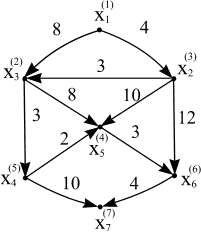 x₁⁽¹⁾
8 4
x₃⁽²⁾ 3 x₂⁽³⁾
8 10
3 x₅⁽⁴⁾ 12
2 3
x₄⁽⁵⁾ x₆⁽⁶⁾
10 4
x₇⁽⁷⁾